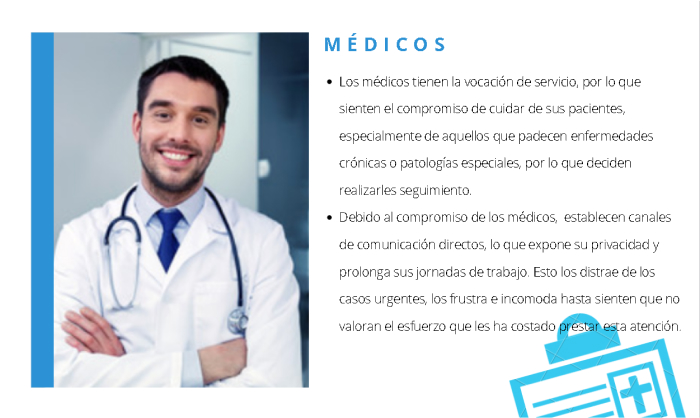 MÉDICOS
• Los médicos tienen la vocación de servicio, por lo que
sienten el compromiso de cuidar de sus pacientes,
especialmente de aquellos que padecen enfermedades
crónicas o patologías especiales, por lo que deciden
realizarles seguimiento.
• Debido al compromiso de los médicos, establecen canales
de comunicación directos, lo que expone su privacidad y
prolonga sus jornadas de trabajo. Esto los distrae de los
casos urgentes, los frustra e incomoda hasta sienten que no
valoran el esfuerzo que les ha costado prestar esta atención.